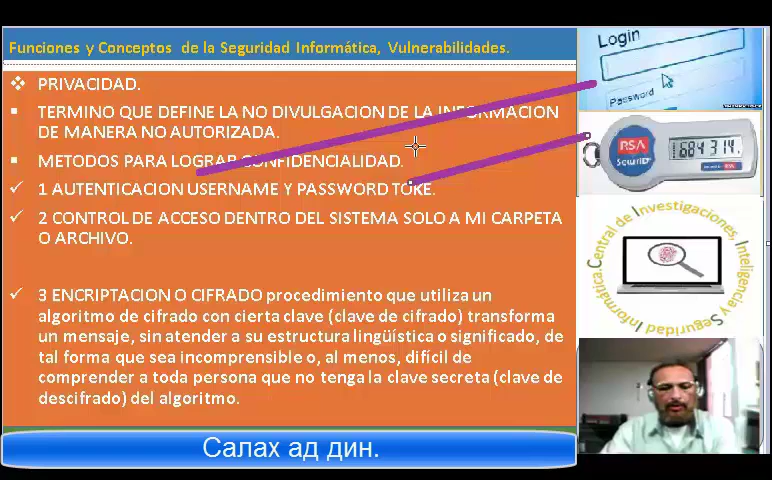 Funciones y Conceptos de la Seguridad Informática, Vulnerabilidades.
PRIVACIDAD.
TERMINO QUE DEFINE LA NO DIVULGACION DE LA INFORMACION
DE MANERA NO AUTORIZADA.
METODOS PARA LOGRAR CONFIDENCIALIDAD.
1 AUTENTICACION USERNAME Y PASSWORD TOKE.
2 CONTROL DE ACCESO DENTRO DEL SISTEMA SOLO A MI CARPETA
O ARCHIVO.
3 ENCRIPTACION O CIFRADO procedimiento que utiliza un
algoritmo de cifrado con cierta clave (clave de cifrado) transforma
un mensaje, sin atender a su estructura lingüística o significado, de
tal forma que sea incomprensible o, al menos, difícil de
comprender a toda persona que no tenga la clave secreta (clave de
descifrado) del algoritmo.
Салах ад дин.
Login
Password
RSA
SecurID
684 314
Central de Investigaciones, Inteligencia y Seguridad Informática.